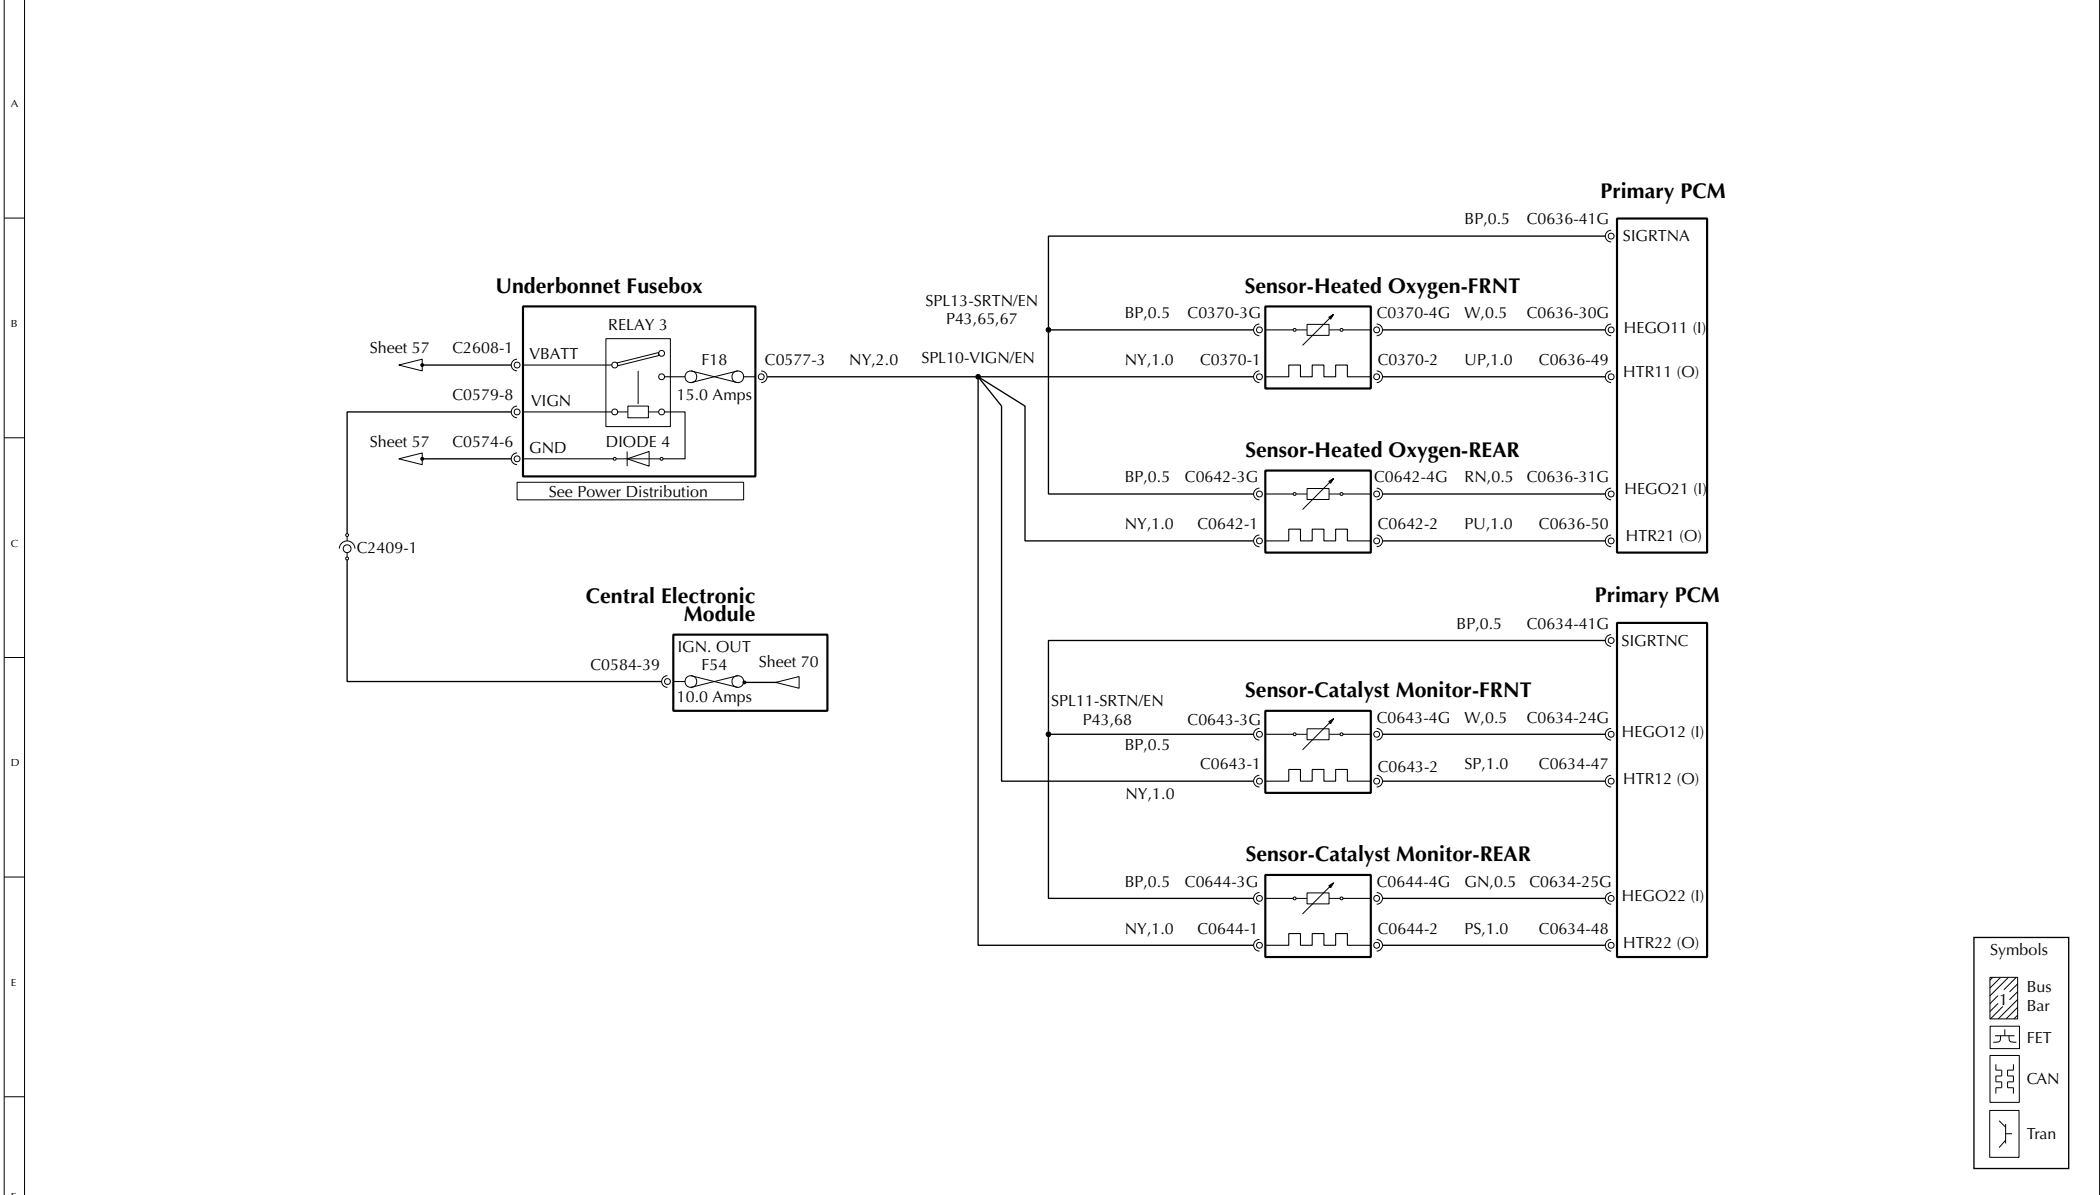 A
B
C
D
E
Underbonnet Fusebox
RELAY 3
Sheet 57 C2608-1 VBATT
F18
15.0 Amps
C0577-3 NY,2.0
C0579-8 VIGN
Sheet 57 C0574-6 GND
DIODE 4
See Power Distribution
C2409-1
Central Electronic
Module
IGN. OUT
C0584-39 F54 Sheet 70
10.0 Amps
SPL13-SRTN/EN
P43,65,67
SPL10-VIGN/EN
Primary PCM
BP,0.5 C0636-41G
SIGRTNA
Sensor-Heated Oxygen-FRNT
BP,0.5 C0370-3G C0370-4G W,0.5 C0636-30G
HEGO11 (I)
NY,1.0 C0370-1 C0370-2 UP,1.0 C0636-49
HTR11 (O)
Sensor-Heated Oxygen-REAR
BP,0.5 C0642-3G C0642-4G RN,0.5 C0636-31G
HEGO21 (I)
NY,1.0 C0642-1 C0642-2 PU,1.0 C0636-50
HTR21 (O)
Primary PCM
BP,0.5 C0634-41G
SIGRTNC
Sensor-Catalyst Monitor-FRNT
SPL11-SRTN/EN
P43,68
C0643-3G C0643-4G W,0.5 C0634-24G
HEGO12 (I)
BP,0.5
C0643-1 C0643-2 SP,1.0 C0634-47
HTR12 (O)
NY,1.0
Sensor-Catalyst Monitor-REAR
BP,0.5 C0644-3G C0644-4G GN,0.5 C0634-25G
HEGO22 (I)
NY,1.0 C0644-1 C0644-2 PS,1.0 C0634-48
HTR22 (O)
Symbols
1
Bus
Bar
FET
CAN
Tran